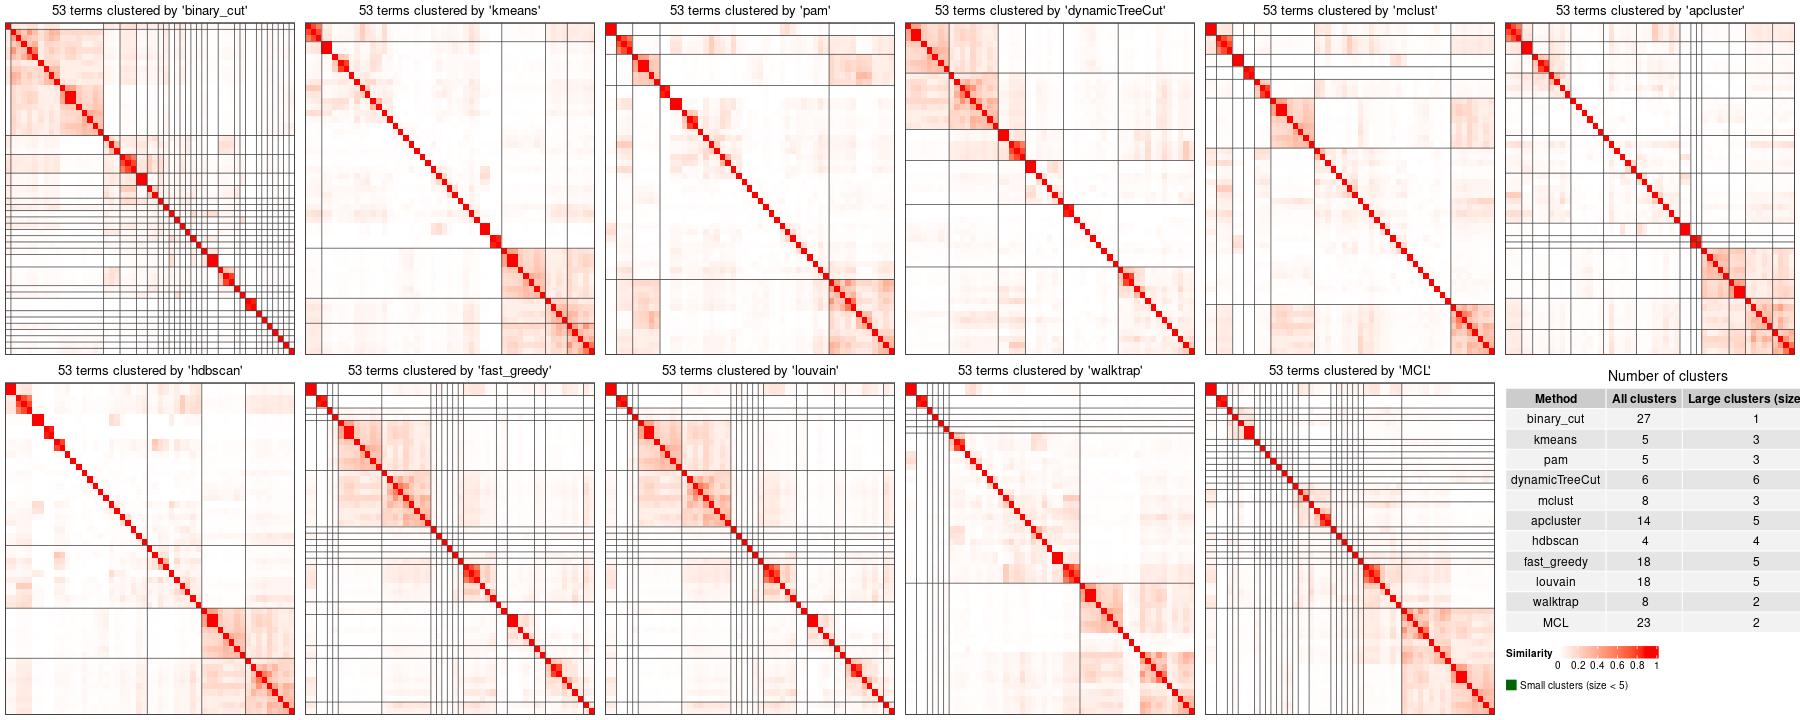 53 terms clustered by 'binary_cut'
53 terms clustered by 'kmeans'
53 terms clustered by 'pam'
53 terms clustered by 'dynamicTreeCut'
53 terms clustered by 'mclust'
53 terms clustered by 'apcluster'
53 terms clustered by 'hdbscan'
53 terms clustered by 'fast_greedy'
53 terms clustered by 'louvain'
53 terms clustered by 'walktrap'
53 terms clustered by 'MCL'
Number of clusters
Method All clusters Large clusters (size
binary_cut 27 1
kmeans 5 3
pam 5 3
dynamicTreeCut 6 6
mclust 8 3
apcluster 14 5
hdbscan 4 4
fast_greedy 18 5
louvain 18 5
walktrap 8 2
MCL 23 2
Similarity
0 0.2 0.4 0.6 0.8 1
Small clusters (size < 5)